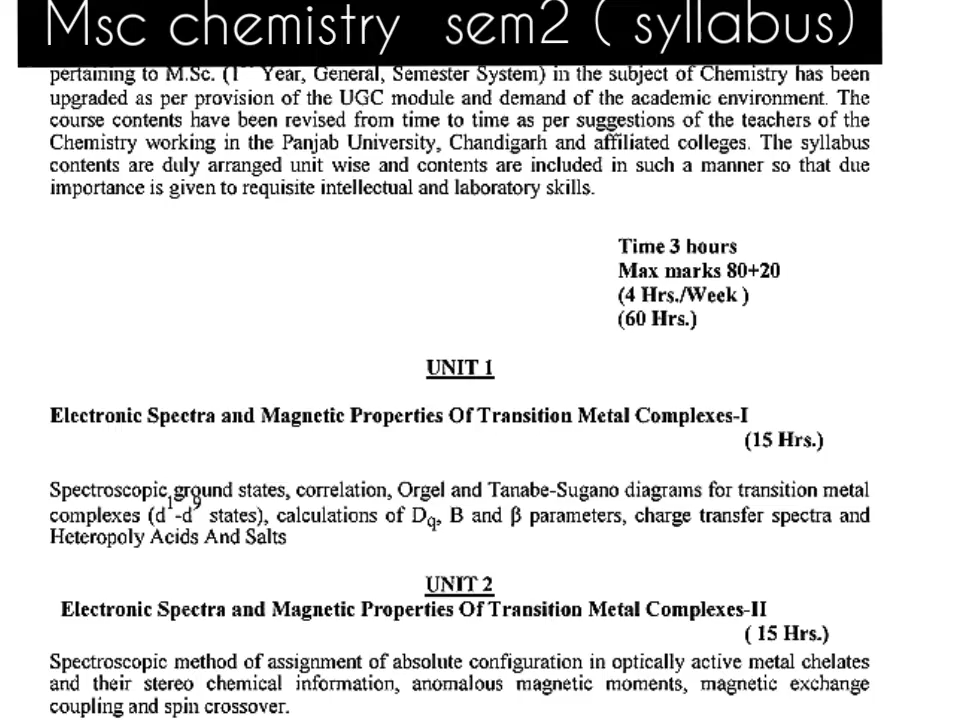 Msc chemistry sem2 ( syllabus)
pertaining to M.Sc. (1st Year, General, Semester System) in the subject of Chemistry has been
upgraded as per provision of the UGC module and demand of the academic environment. The
course contents have been revised from time to time as per suggestions of the teachers of the
Chemistry working in the Panjab University, Chandigarh and affiliated colleges. The syllabus
contents are duly arranged unit wise and contents are included in such a manner so that due
importance is given to requisite intellectual and laboratory skills.
Time 3 hours
Max marks 80+20
(4 Hrs./Week )
(60 Hrs.)
UNIT 1
Electronic Spectra and Magnetic Properties Of Transition Metal Complexes-I
(15 Hrs.)
Spectroscopic ground states, correlation, Orgel and Tanabe-Sugano diagrams for transition metal
complexes (d1-d9 states), calculations of Dq, B and β parameters, charge transfer spectra and
Heteropoly Acids And Salts
UNIT 2
Electronic Spectra and Magnetic Properties Of Transition Metal Complexes-II
( 15 Hrs.)
Spectroscopic method of assignment of absolute configuration in optically active metal chelates
and their stereo chemical information, anomalous magnetic moments, magnetic exchange
coupling and spin crossover.